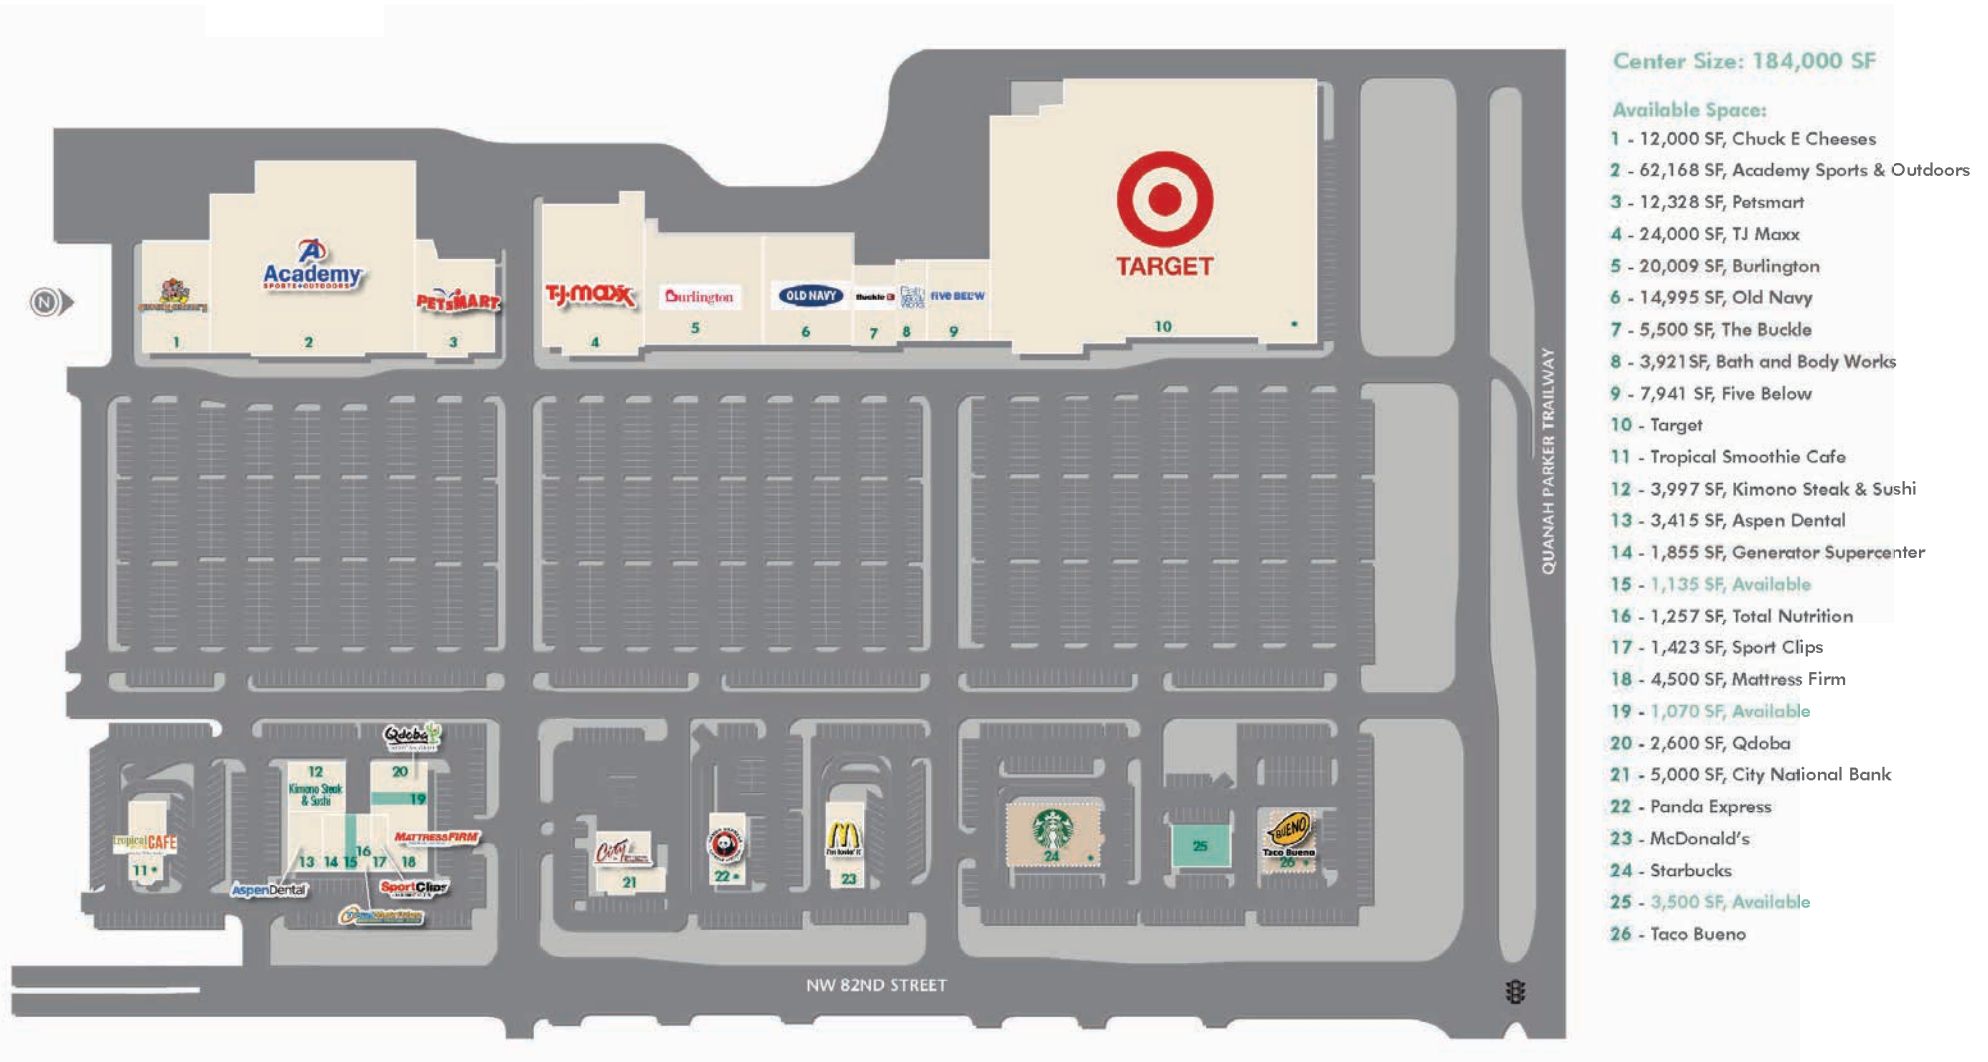 Center Size: 184,000 SF
Available Space:
1 - 12,000 SF, Chuck E Cheeses
2 - 62,168 SF, Academy Sports & Outdoors
3 - 12,328 SF, Petsmart
4 - 24,000 SF, TJ Maxx
5 - 20,009 SF, Burlington
6 - 14,995 SF, Old Navy
7 - 5,500 SF, The Buckle
8 - 3,921SF, Bath and Body Works
9 - 7,941 SF, Five Below
10 - Target
11 - Tropical Smoothie Cafe
12 - 3,997 SF, Kimono Steak & Sushi
13 - 3,415 SF, Aspen Dental
14 - 1,855 SF, Generator Supercenter
15 - 1,135 SF, Available
16 - 1,257 SF, Total Nutrition
17 - 1,423 SF, Sport Clips
18 - 4,500 SF, Mattress Firm
19 - 1,070 SF, Available
20 - 2,600 SF, Qdoba
21 - 5,000 SF, City National Bank
22 - Panda Express
23 - McDonald's
24 - Starbucks
25 - 3,500 SF, Available
26 - Taco Bueno
N
1
Academy
SPORTS+OUTDOORS
2
PETSMART
3
T.J.maxx
4
Burlington
5
OLD NAVY
6
Buckle B
7
8
five BEL°W
9
TARGET
10 *
QUANAH PARKER TRAILWAY
Qdoba
20
19
12
Kimono Steak
& Sushi
MATTRESSFIRM
13
14
15
16
17
18
AspenDental
SportClips
tropical CAFE
11 *
City
21
22 *
M
i'm lovin' it
23
24 *
25
BUENO
Taco Bueno
26 *
NW 82ND STREET